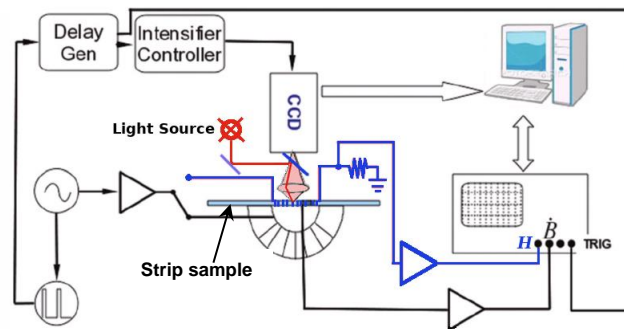 Delay
Gen
Intensifier
Controller
CCD
Light Source
Strip sample
H
Ḃ
TRIG